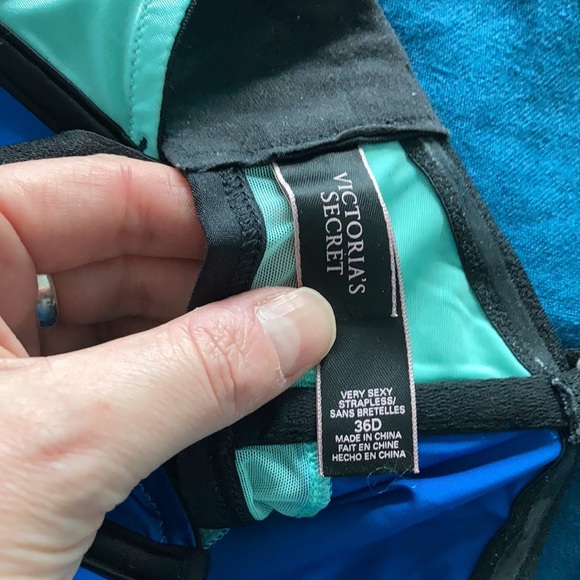 VICTORIA'S
SECRET
VERY SEXY
STRAPLESS/
SANS BRETELLES
36D
MADE IN CHINA
FAIT EN CHINE
HECHO EN CHINA